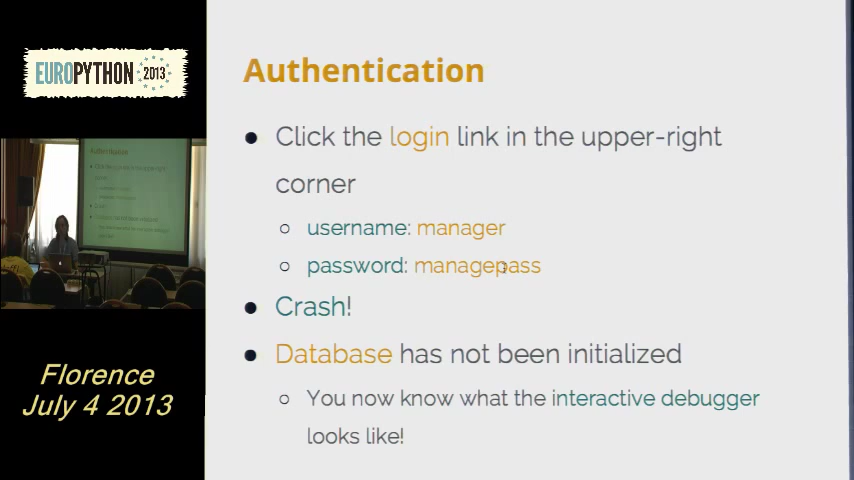 EUROPYTHON 2013
Authentication
Click the login link in the upper-right
corner
username: manager
password: managepass
Crash!
Database has not been initialized
You now know what the interactive debugger
looks like!
Florence
July 4 2013